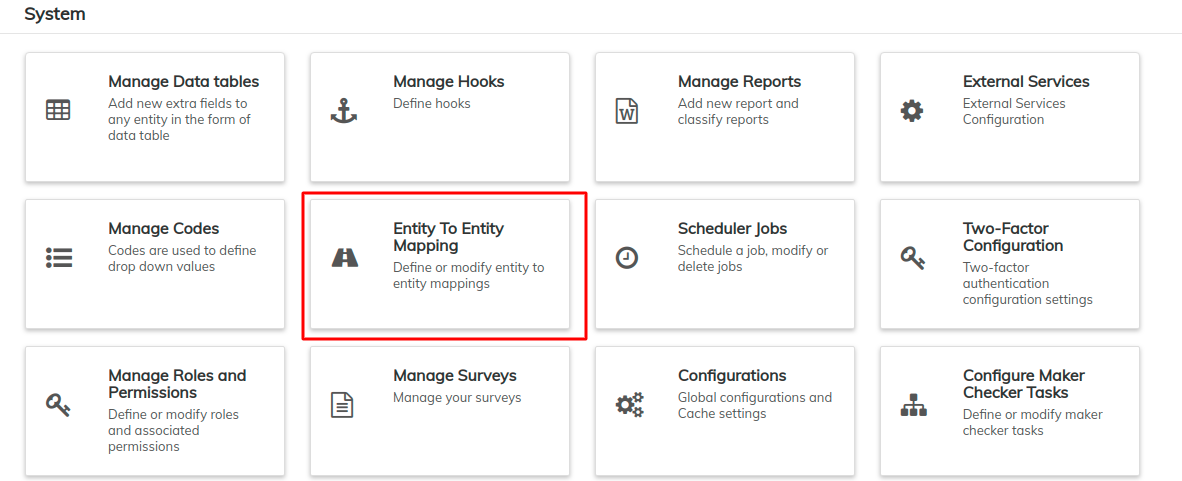 System
Manage Data tables
Add new extra fields to
any entity in the form of
data table
Manage Hooks
Define hooks
Manage Reports
Add new report and
classify reports
External Services
External Services
Configuration
Manage Codes
Codes are used to define
drop down values
Entity To Entity
Mapping
Define or modify entity to
entity mappings
Scheduler Jobs
Schedule a job, modify or
delete jobs
Two-Factor
Configuration
Two-factor
authentication
configuration settings
Manage Roles and
Permissions
Define or modify roles
and associated
permissions
Manage Surveys
Manage your surveys
Configurations
Global configurations and
Cache settings
Configure Maker
Checker Tasks
Define or modify maker
checker tasks